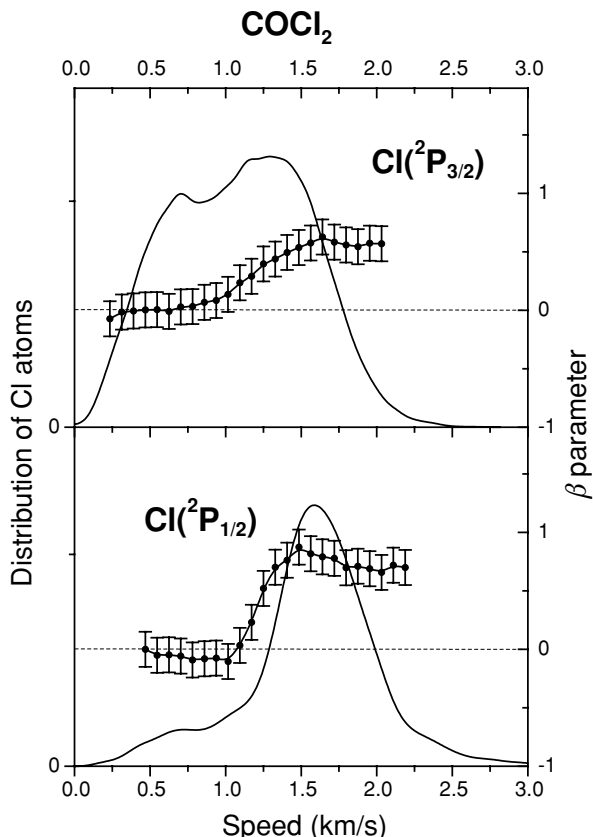 COCl₂
0.0 0.5 1.0 1.5 2.0 2.5 3.0
Cl(²P₃/₂)
1
0
0
-1
Cl(²P₁/₂)
1
0
0
-1
0.0 0.5 1.0 1.5 2.0 2.5 3.0
Speed (km/s)
Distribution of Cl atoms
β parameter